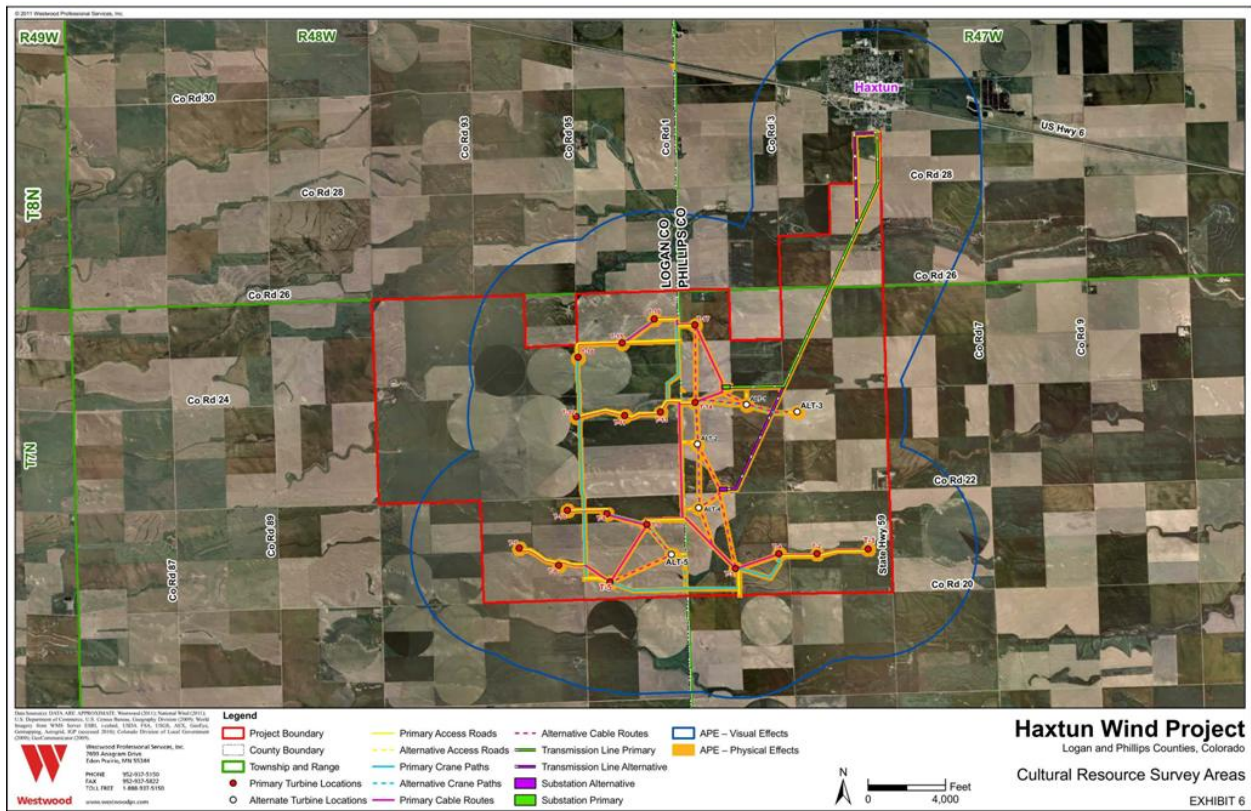 © 2011 Westwood Professional Services, Inc.
R49W
R48W
R47W
Haxtun
Co Rd 30
Co Rd 93
Co Rd 95
Co Rd 1
Co Rd 3
US Hwy 6
Co Rd 28
Co Rd 28
T8N
LOGAN CO
PHILLIPS CO
Co Rd 26
Co Rd 26
Co Rd 7
Co Rd 9
Co Rd 24
ALT-1
ALT-3
ALT-2
T7N
Co Rd 22
ALT-4
Co Rd 89
Co Rd 87
ALT-5
State Hwy 59
Co Rd 20
T-5
Legend
Project Boundary
County Boundary
Township and Range
Primary Turbine Locations
Alternate Turbine Locations
Primary Access Roads
Alternative Access Roads
Primary Crane Paths
Alternative Crane Paths
Primary Cable Routes
Alternative Cable Routes
Transmission Line Primary
Transmission Line Alternative
Substation Alternative
Substation Primary
APE – Visual Effects
APE – Physical Effects
Westwood
Westwood Professional Services, Inc.
7699 Anagram Drive
Eden Prairie, MN 55344
PHONE 952-937-5150
FAX 952-937-5822
TOLL FREE 1-888-937-5150
www.westwoodps.com
N
0 4,000
Feet
Haxtun Wind Project
Logan and Phillips Counties, Colorado
Cultural Resource Survey Areas
EXHIBIT